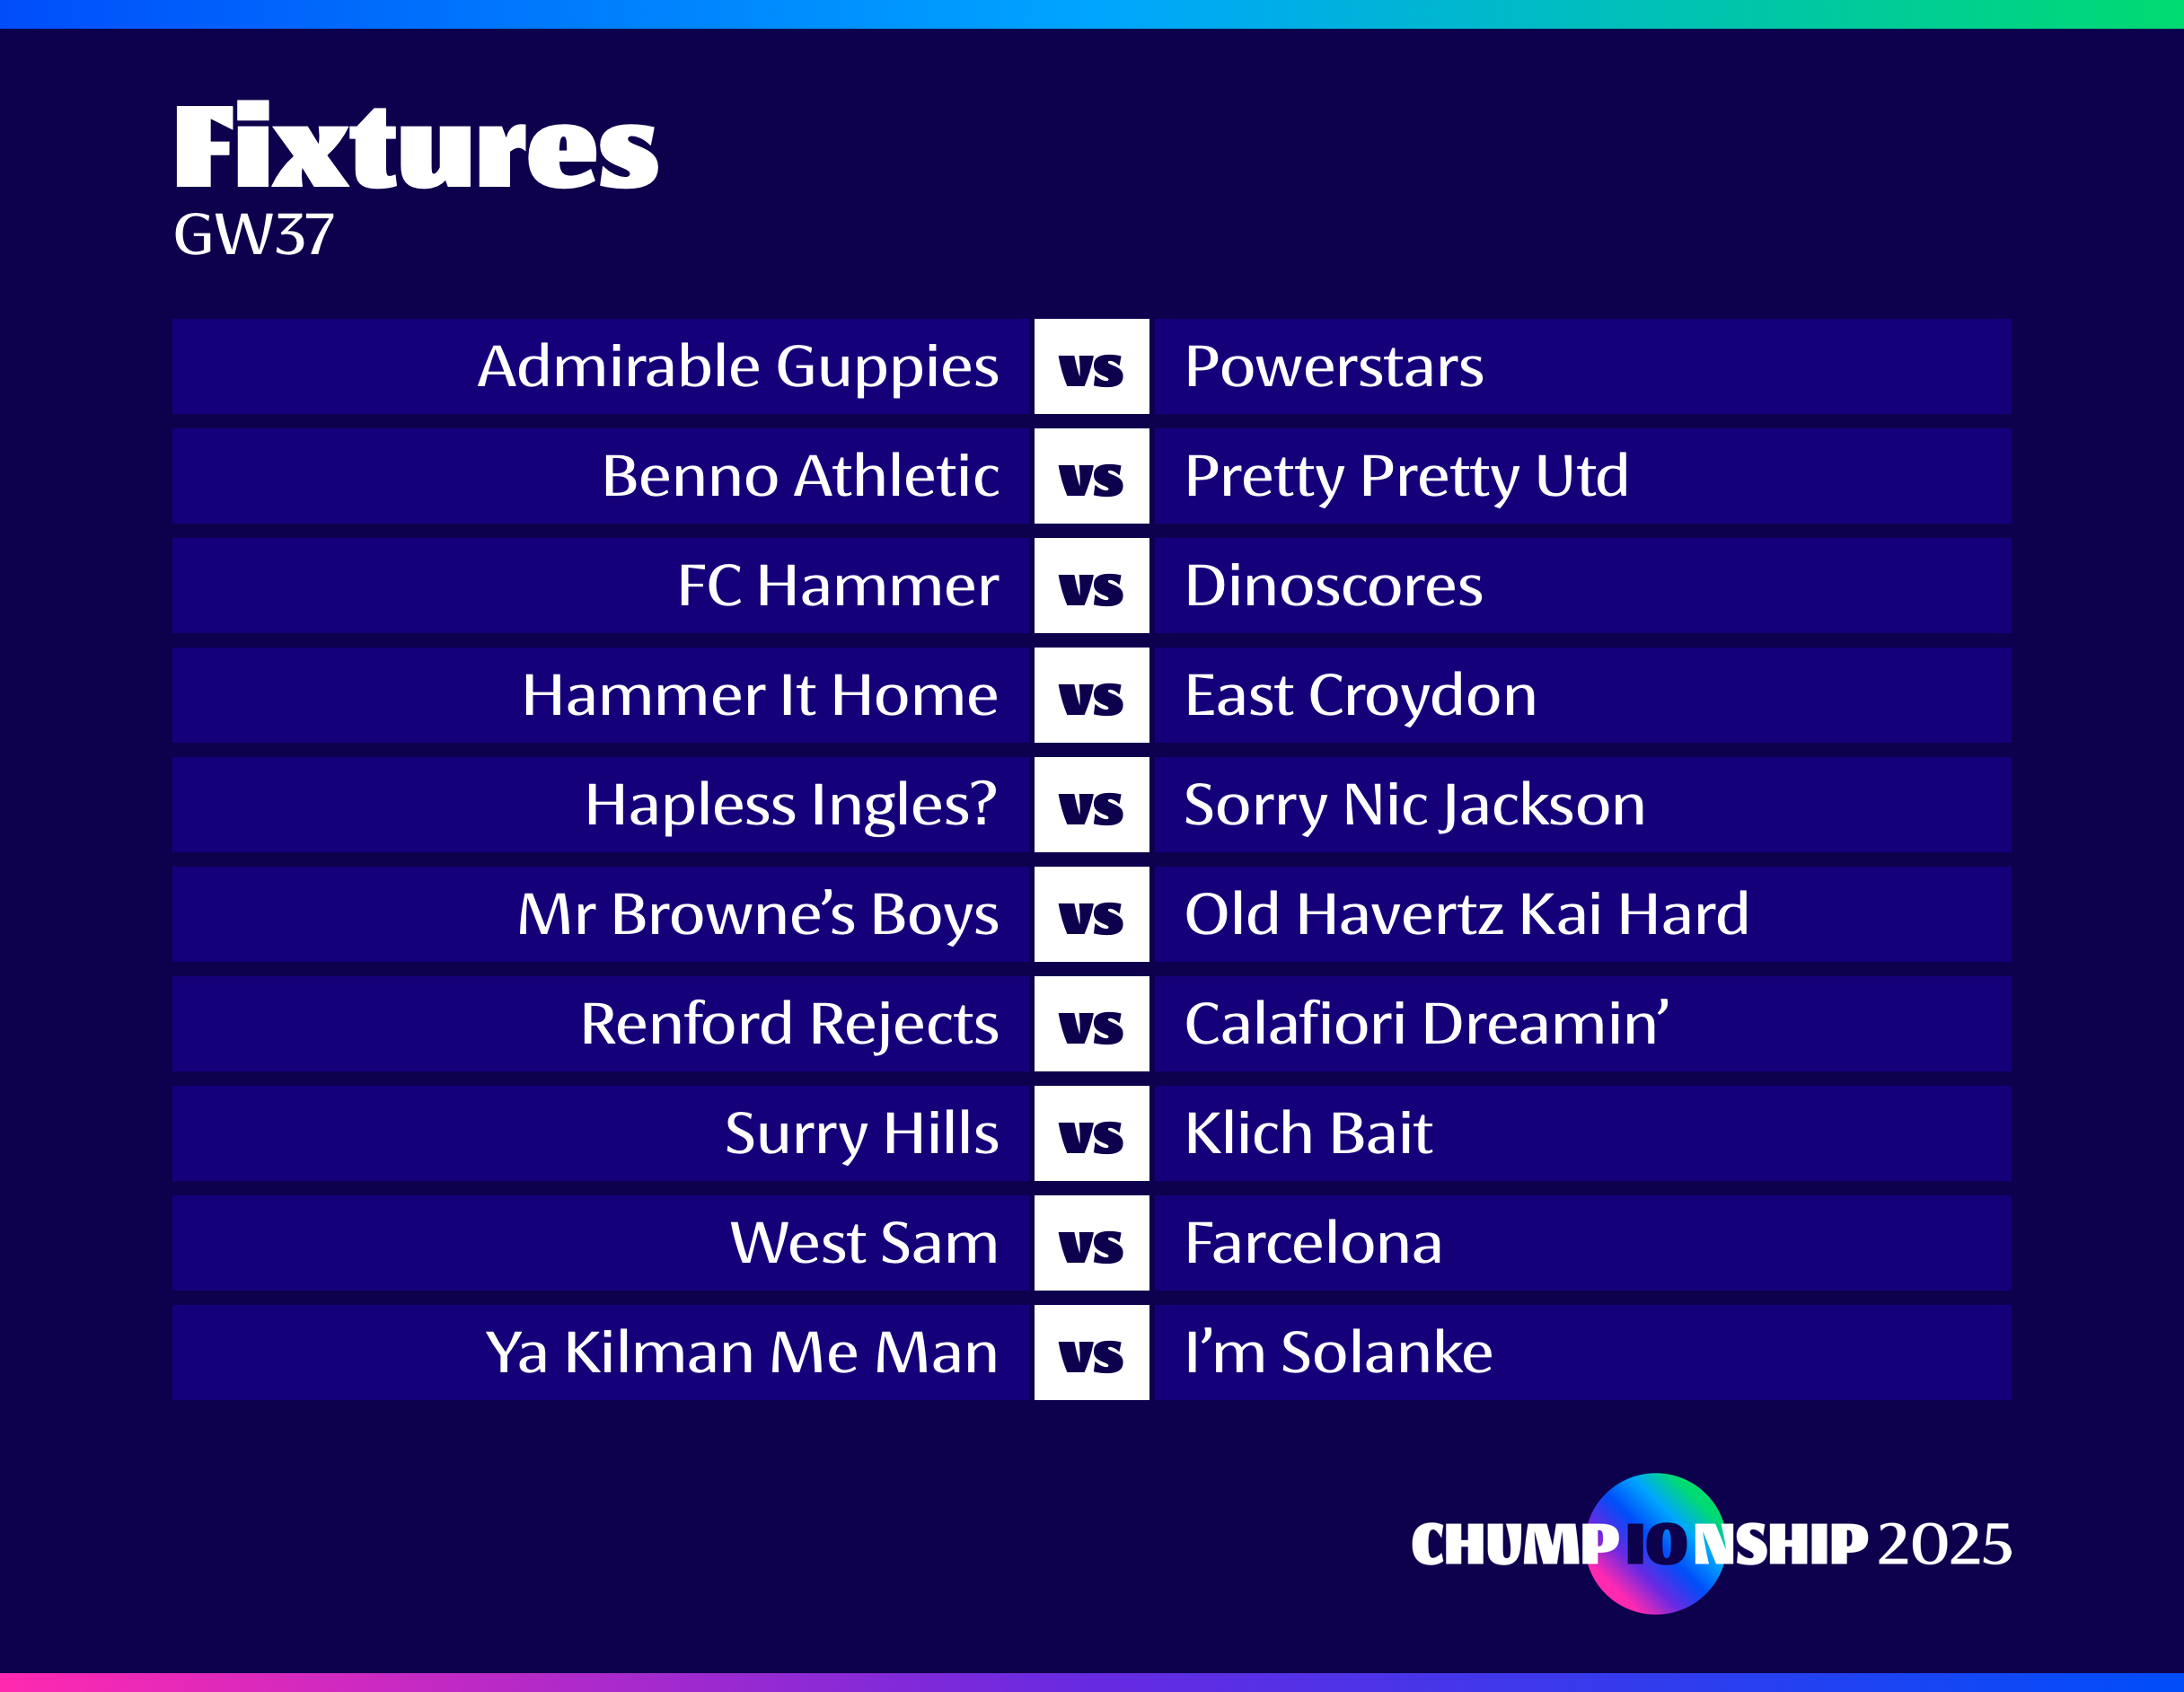 Fixtures
GW37
Admirable Guppies vs Powerstars
Benno Athletic vs Pretty Pretty Utd
FC Hammer vs Dinoscores
Hammer It Home vs East Croydon
Hapless Ingles? vs Sorry Nic Jackson
Mr Browne’s Boys vs Old Havertz Kai Hard
Renford Rejects vs Calafiori Dreamin’
Surry Hills vs Klich Bait
West Sam vs Farcelona
Ya Kilman Me Man vs I’m Solanke
CHUMPIONSHIP 2025